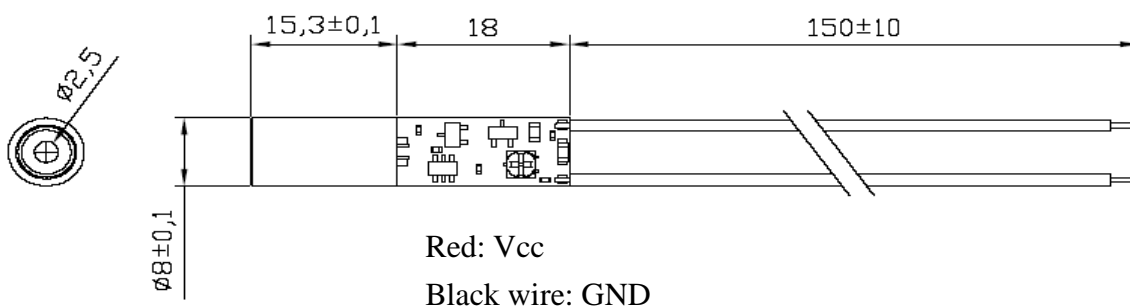 15,3±0,1
18
150±10
ø2,5
ø8±0,1
Red: Vcc
Black wire: GND